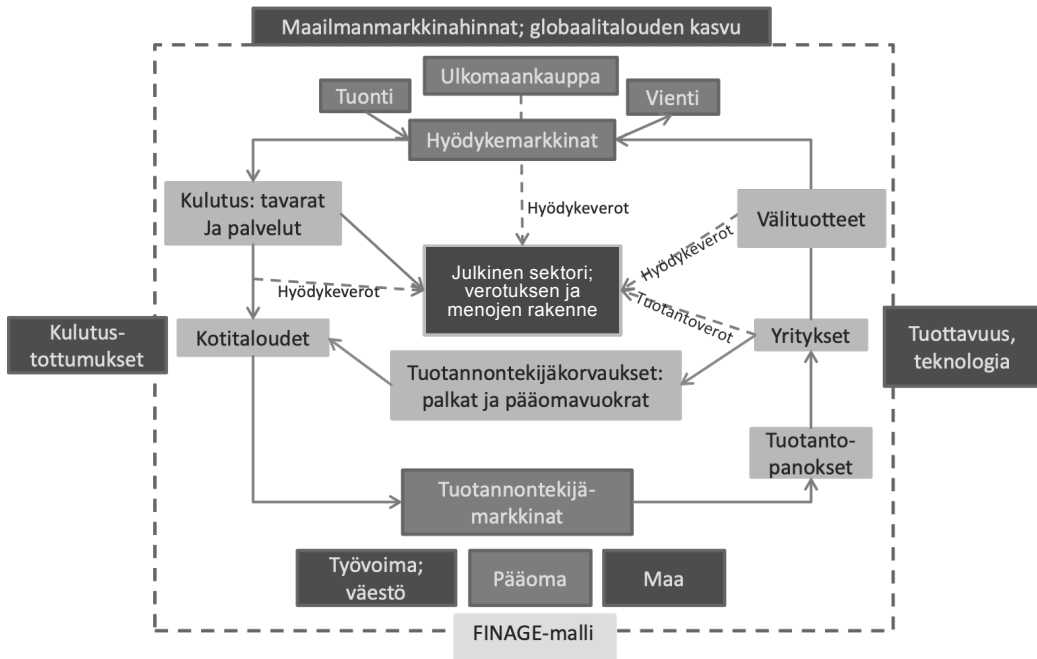 Maailmanmarkkinahinnat; globaalitalouden kasvu
Ulkomaankauppa
Tuonti
Vienti
Hyödykemarkkinat
Kulutus: tavarat
Ja palvelut
Hyödykeverot
Välituotteet
Hyödykeverot
Julkinen sektori;
verotuksen ja
menojen rakenne
Hyödykeverot
Tuotantoverot
Kulutus-
tottumukset
Kotitaloudet
Yritykset
Tuottavuus,
teknologia
Tuotannontekijäkorvaukset:
palkat ja pääomavuokrat
Tuotanto-
panokset
Tuotannontekijä-
markkinat
Työvoima;
väestö
Pääoma
Maa
FINAGE-malli